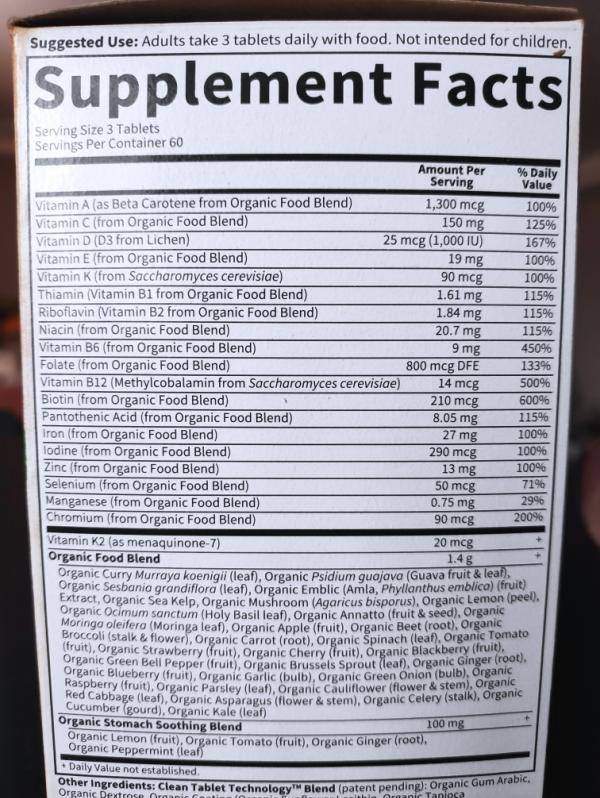 Suggested Use: Adults take 3 tablets daily with food. Not intended for children.
Supplement Facts
Serving Size 3 Tablets
Servings Per Container 60
Amount Per Serving % Daily Value
Vitamin A (as Beta Carotene from Organic Food Blend) 1,300 mcg 100%
Vitamin C (from Organic Food Blend) 150 mg 125%
Vitamin D (D3 from Lichen) 25 mcg (1,000 IU) 167%
Vitamin E (from Organic Food Blend) 19 mg 100%
Vitamin K (from Saccharomyces cerevisiae) 90 mcg 100%
Thiamin (Vitamin B1 from Organic Food Blend) 1.61 mg 115%
Riboflavin (Vitamin B2 from Organic Food Blend) 1.84 mg 115%
Niacin (from Organic Food Blend) 20.7 mg 115%
Vitamin B6 (from Organic Food Blend) 9 mg 450%
Folate (from Organic Food Blend) 800 mcg DFE 133%
Vitamin B12 (Methylcobalamin from Saccharomyces cerevisiae) 14 mcg 500%
Biotin (from Organic Food Blend) 210 mcg 600%
Pantothenic Acid (from Organic Food Blend) 8.05 mg 115%
Iron (from Organic Food Blend) 27 mg 100%
Iodine (from Organic Food Blend) 290 mcg 100%
Zinc (from Organic Food Blend) 13 mg 100%
Selenium (from Organic Food Blend) 50 mcg 71%
Manganese (from Organic Food Blend) 0.75 mg 29%
Chromium (from Organic Food Blend) 90 mcg 200%
Vitamin K2 (as menaquinone-7) 20 mcg +
Organic Food Blend 1.4 g +
Organic Curry Murraya koenigii (leaf), Organic Psidium guajava (Guava fruit & leaf),
Organic Sesbania grandiflora (leaf), Organic Emblic (Amla, Phyllanthus emblica) (fruit)
Extract, Organic Sea Kelp, Organic Mushroom (Agaricus bisporus), Organic Lemon (peel),
Organic Ocimum sanctum (Holy Basil leaf), Organic Annatto (fruit & seed), Organic
Moringa oleifera (Moringa leaf), Organic Apple (fruit), Organic Beet (root), Organic
Broccoli (stalk & flower), Organic Carrot (root), Organic Spinach (leaf), Organic Tomato
(fruit), Organic Strawberry (fruit), Organic Cherry (fruit), Organic Blackberry (fruit),
Organic Green Bell Pepper (fruit), Organic Brussels Sprout (leaf), Organic Ginger (root),
Organic Blueberry (fruit), Organic Garlic (bulb), Organic Green Onion (bulb), Organic
Raspberry (fruit), Organic Parsley (leaf), Organic Cauliflower (flower & stem), Organic
Red Cabbage (leaf), Organic Asparagus (flower & stem), Organic Celery (stalk), Organic
Cucumber (gourd), Organic Kale (leaf)
Organic Stomach Soothing Blend 100 mg +
Organic Lemon (fruit), Organic Tomato (fruit), Organic Ginger (root),
Organic Peppermint (leaf)
+ Daily Value not established.
Other Ingredients: Clean Tablet Technology™ Blend (patent pending): Organic Gum Arabic,
Organic Dextrose, Organic Coating (Organic Sunflower Lecithin, Organic Tapioca